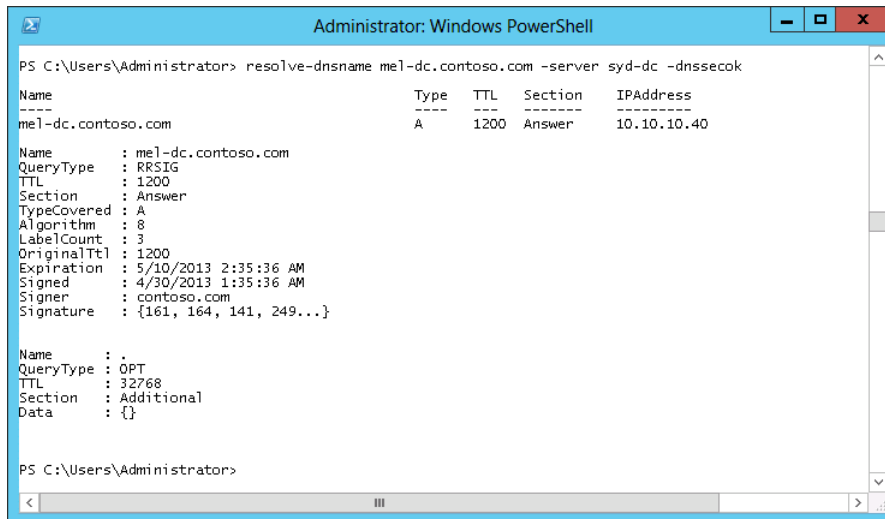 Administrator: Windows PowerShell
PS C:\Users\Administrator> resolve-dnsname mel-dc.contoso.com -server syd-dc -dnssecok
Name Type TTL Section IPAddress
---- ---- --- ------- ---------
mel-dc.contoso.com A 1200 Answer 10.10.10.40
Name : mel-dc.contoso.com
QueryType : RRSIG
TTL : 1200
Section : Answer
TypeCovered : A
Algorithm : 8
LabelCount : 3
OriginalTtl : 1200
Expiration : 5/10/2013 2:35:36 AM
Signed : 4/30/2013 1:35:36 AM
Signer : contoso.com
Signature : {161, 164, 141, 249...}
Name : .
QueryType : OPT
TTL : 32768
Section : Additional
Data : {}
PS C:\Users\Administrator>